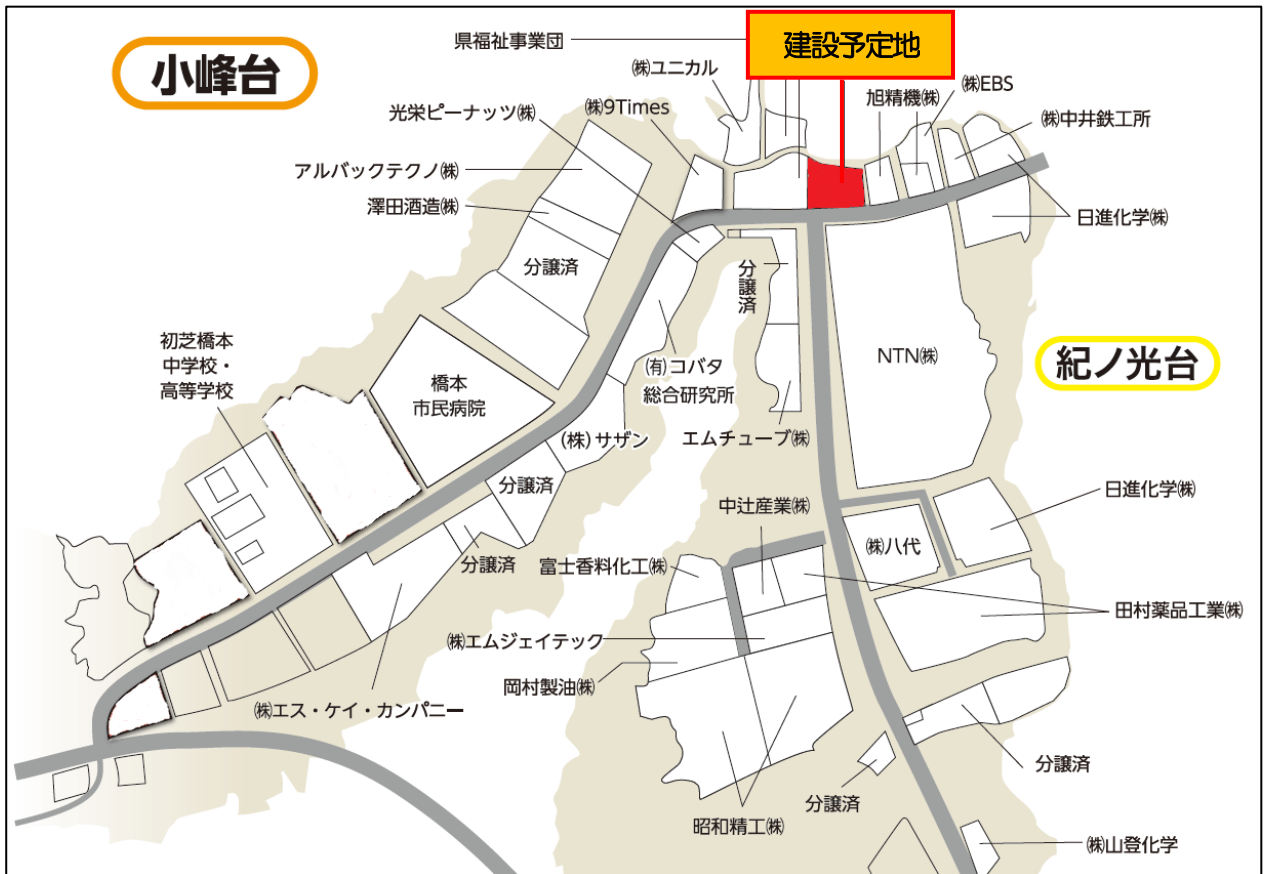 小峰台
県福祉事業団
建設予定地
㈱ユニカル
光栄ピーナッツ㈱
㈱9Times
旭精機㈱
㈱EBS
㈱中井鉄工所
アルバックテクノ㈱
澤田酒造㈱
日進化学㈱
分譲済
分譲済
初芝橋本
中学校・
高等学校
橋本
市民病院
㈲コバタ
総合研究所
NTN㈱
紀ノ光台
(株)サザン
エムチューブ㈱
分譲済
中辻産業㈱
日進化学㈱
分譲済
富士香料化工㈱
㈱八代
田村薬品工業㈱
㈱エムジェイテック
岡村製油㈱
㈱エス・ケイ・カンパニー
分譲済
分譲済
昭和精工㈱
㈱山登化学